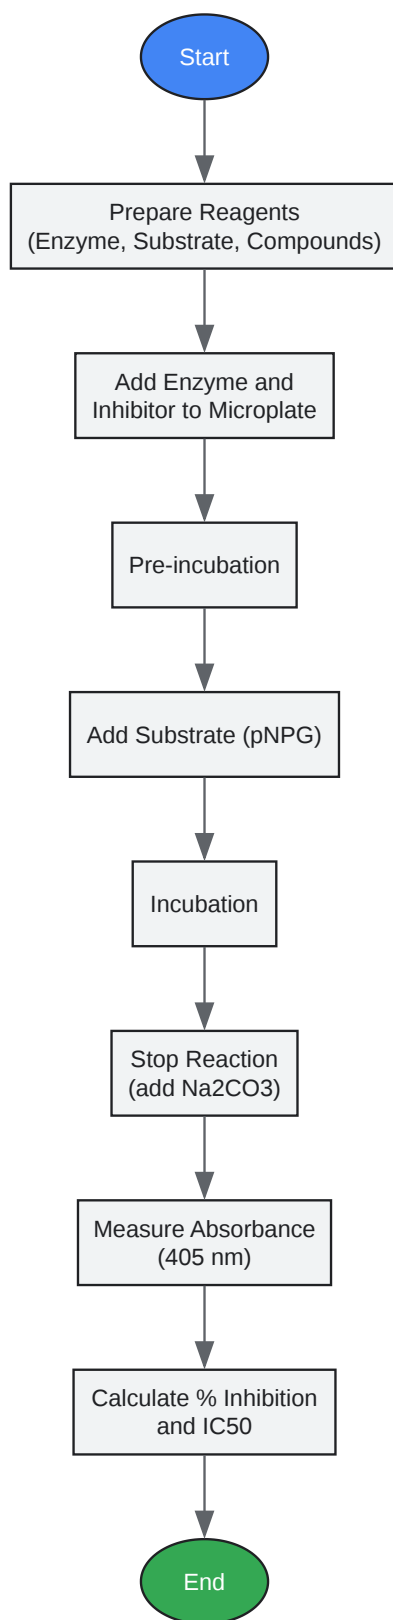 Start
Prepare Reagents
(Enzyme, Substrate, Compounds)
Add Enzyme and
Inhibitor to Microplate
Pre-incubation
Add Substrate (pNPG)
Incubation
Stop Reaction
(add Na2CO3)
Measure Absorbance
(405 nm)
Calculate % Inhibition
and IC50
End